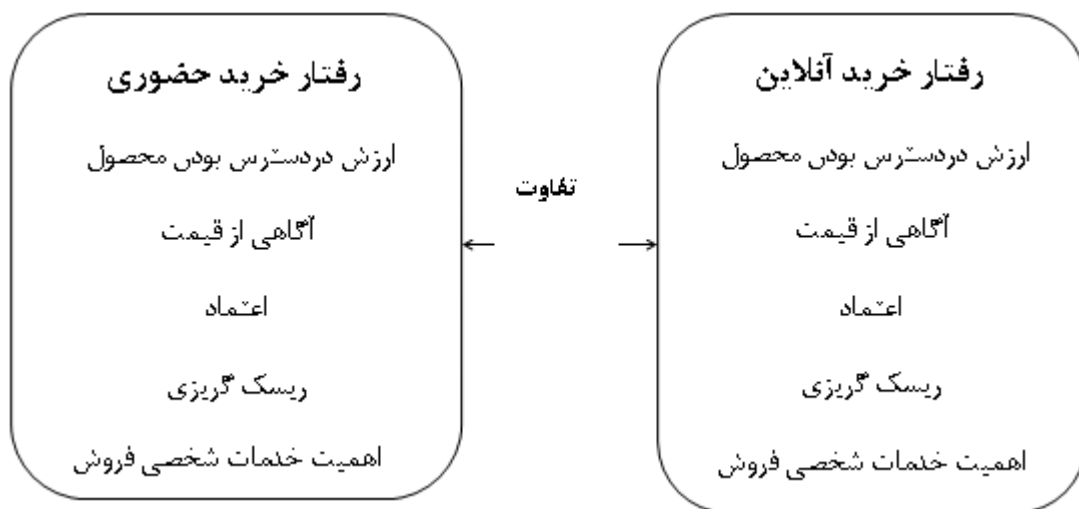 رفتار خرید آنلاین
ارزش دردسترس بودن محصول
آگاهی از قیمت
اعتماد
ریسک گریزی
اهمیت خدمات شخصی فروش
تفاوت
رفتار خرید حضوری
ارزش دردسترس بودن محصول
آگاهی از قیمت
اعتماد
ریسک گریزی
اهمیت خدمات شخصی فروش